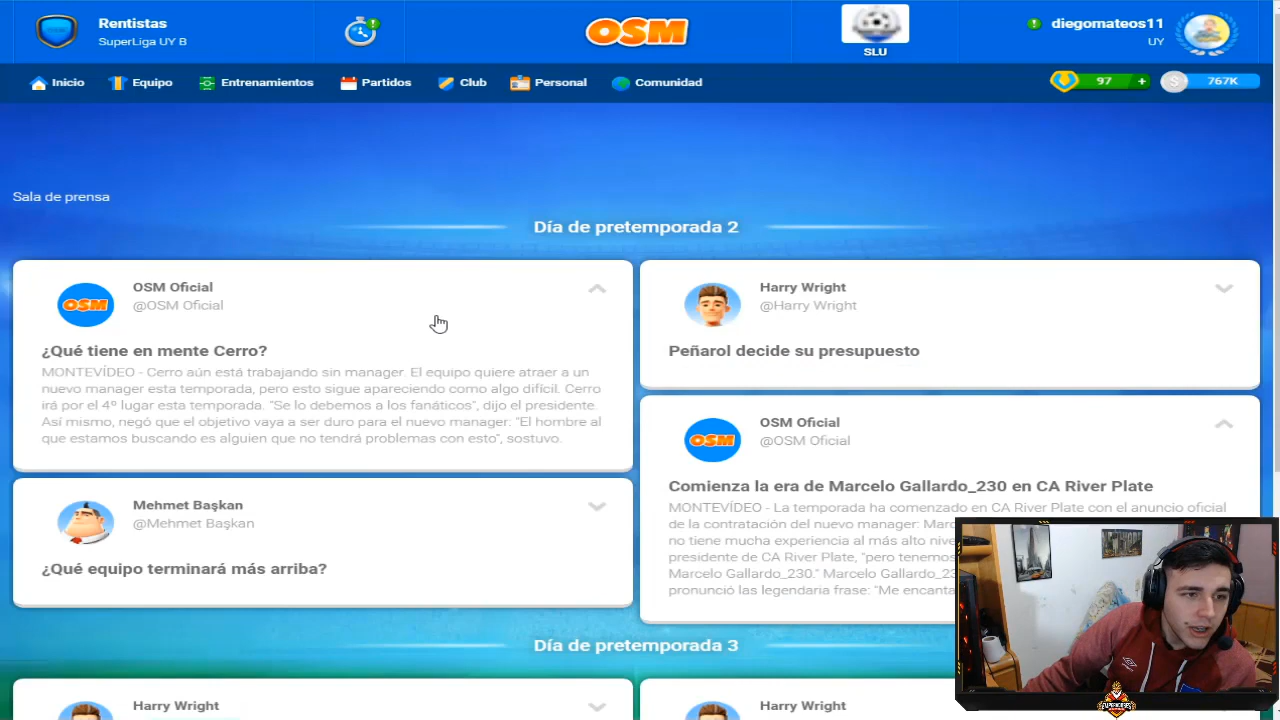 Rentistas
SuperLiga UY B
OSM
SLU
diegomateos11
UY
Inicio
Equipo
Entrenamientos
Partidos
Club
Personal
Comunidad
97 +
767K
Sala de prensa
Día de pretemporada 2
OSM
OSM Oficial
@OSM Oficial
¿Qué tiene en mente Cerro?
MONTEVÍDEO - Cerro aún está trabajando sin manager. El equipo quiere atraer a un
nuevo manager esta temporada, pero esto sigue apareciendo como algo difícil. Cerro
irá por el 4º lugar esta temporada. "Se lo debemos a los fanáticos", dijo el presidente.
Así mismo, negó que el objetivo vaya a ser duro para el nuevo manager. "El hombre al
que estamos buscando es alguien que no tendrá problemas con esto", sostuvo.
Harry Wright
@Harry Wright
Peñarol decide su presupuesto
Mehmet Başkan
@Mehmet Başkan
¿Qué equipo terminará más arriba?
OSM
OSM Oficial
@OSM Oficial
Comienza la era de Marcelo Gallardo_230 en CA River Plate
MONTEVÍDEO - La temporada ha comenzado en CA River Plate con el anuncio oficial
de la contratación del nuevo manager:
no tiene mucha experiencia al más alto
presidente de CA River Plate, "pero tenemos
Marcelo Gallardo_230." Marcelo
pronunció las legendaria frase: "Me encanta
Día de pretemporada 3
Harry Wright
Harry Wright